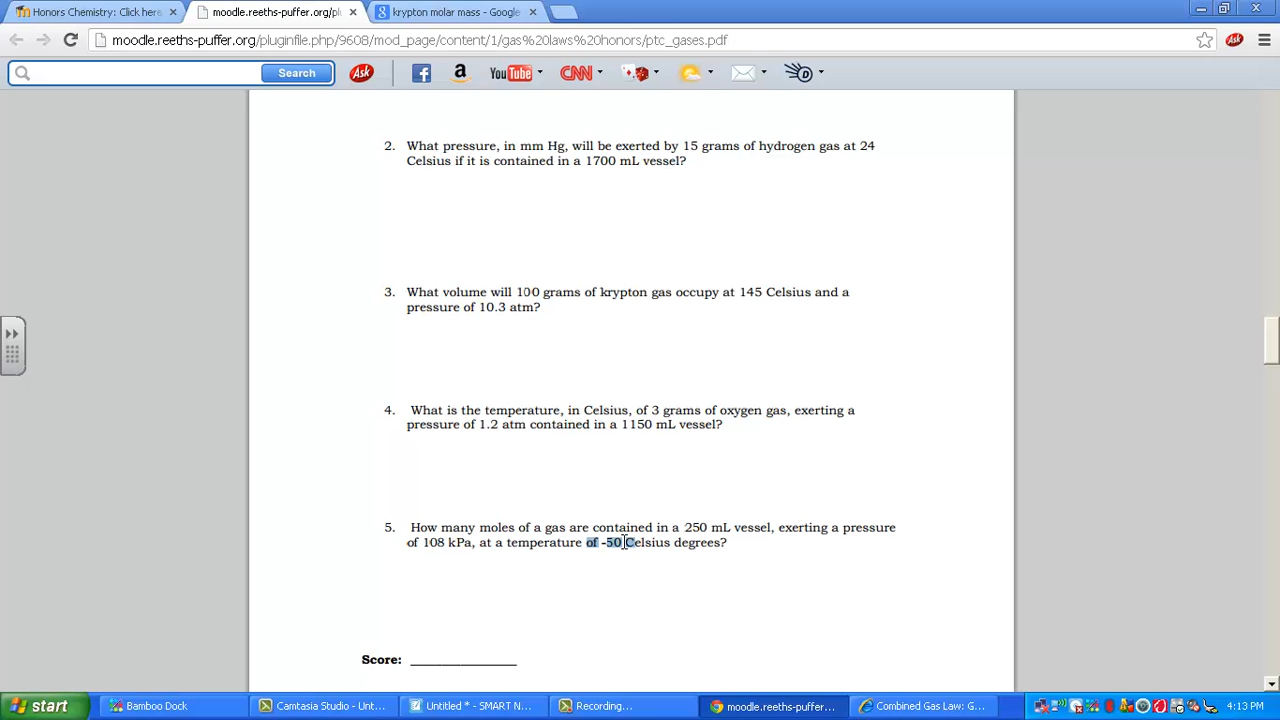 Honors Chemistry: Click here
moodle.reeths-puffer.org/pl
krypton molar mass - Google
moodle.reeths-puffer.org/pluginfile.php/9608/mod_page/content/1/gas%20laws%20honors/ptc_gases.pdf
Ask
Search
Ask
YouTube
CNN
2. What pressure, in mm Hg, will be exerted by 15 grams of hydrogen gas at 24
Celsius if it is contained in a 1700 mL vessel?
3. What volume will 100 grams of krypton gas occupy at 145 Celsius and a
pressure of 10.3 atm?
4. What is the temperature, in Celsius, of 3 grams of oxygen gas, exerting a
pressure of 1.2 atm contained in a 1150 mL vessel?
5. How many moles of a gas are contained in a 250 mL vessel, exerting a pressure
of 108 kPa, at a temperature of -50 Celsius degrees?
Score: ________________
start
Bamboo Dock
Camtasia Studio - Unt...
Untitled * - SMART N...
Recording...
moodle.reeths-puffer...
Combined Gas Law: G...
4:13 PM